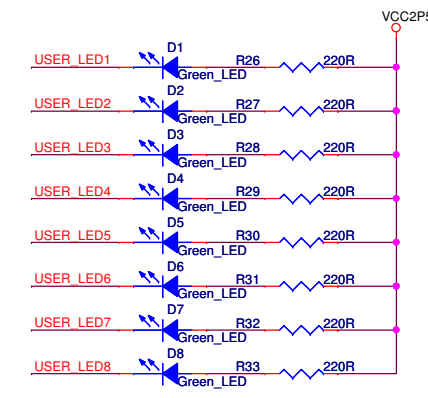 VCC2P5
D1
USER_LED1 R26 220R
Green_LED
D2
USER_LED2 R27 220R
Green_LED
D3
USER_LED3 R28 220R
Green_LED
D4
USER_LED4 R29 220R
Green_LED
D5
USER_LED5 R30 220R
Green_LED
D6
USER_LED6 R31 220R
Green_LED
D7
USER_LED7 R32 220R
Green_LED
D8
USER_LED8 R33 220R
Green_LED